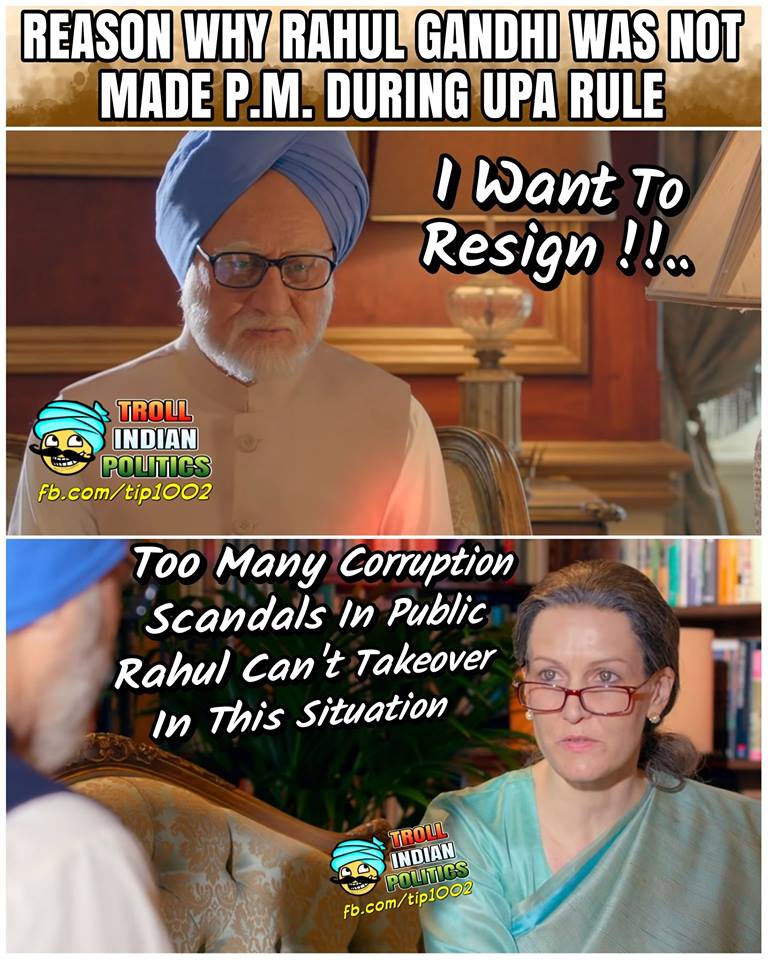 REASON WHY RAHUL GANDHI WAS NOT
MADE P.M. DURING UPA RULE
I Want To
Resign !!..
TROLL
INDIAN
POLITICS
fb.com/tip1002
Too Many Corruption
Scandals In Public
Rahul Can't Takeover
In This Situation
TROLL
INDIAN
POLITICS
fb.com/tip1002